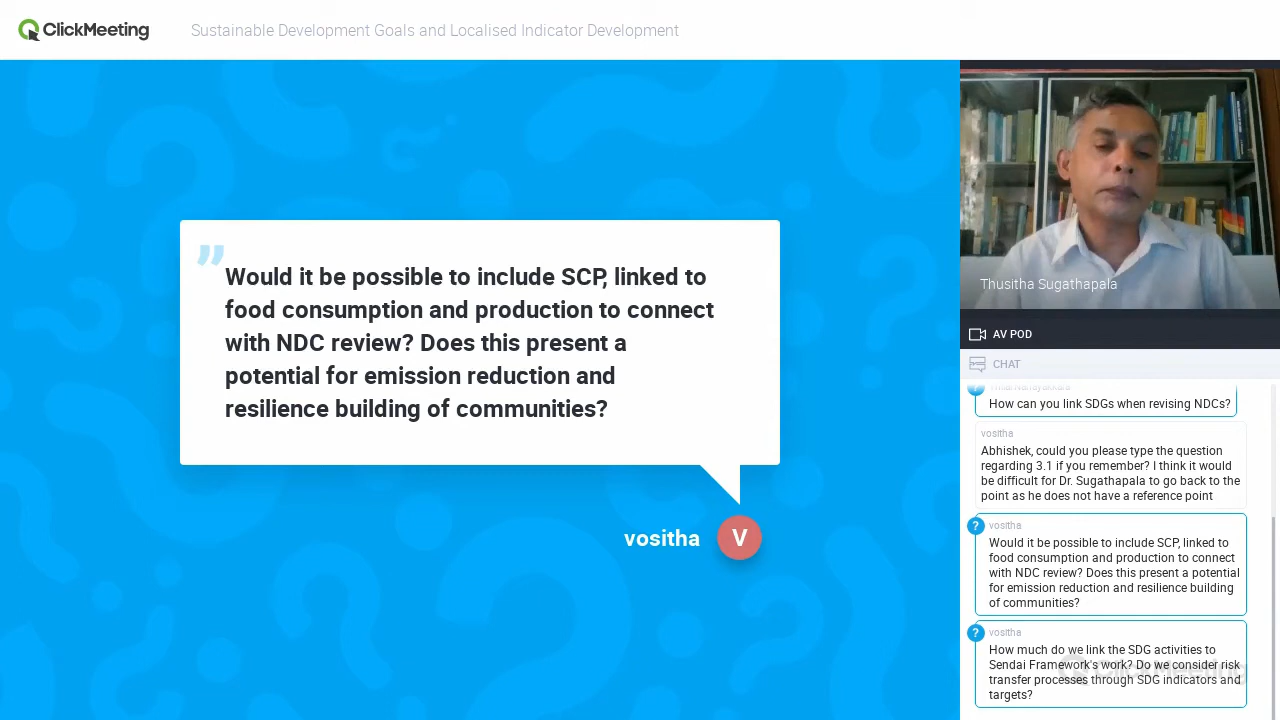 ClickMeeting
Sustainable Development Goals and Localised Indicator Development
”
Would it be possible to include SCP, linked to
food consumption and production to connect
with NDC review? Does this present a
potential for emission reduction and
resilience building of communities?
vositha
V
Thusitha Sugathapala
AV POD
CHAT
?
How can you link SDGs when revising NDCs?
vositha
Abhishek, could you please type the question
regarding 3.1 if you remember? I think it would
be difficult for Dr. Sugathapala to go back to the
point as he does not have a reference point
?
vositha
Would it be possible to include SCP, linked to
food consumption and production to connect
with NDC review? Does this present a potential
for emission reduction and resilience building
of communities?
?
vositha
How much do we link the SDG activities to
Sendai Framework's work? Do we consider risk
transfer processes through SDG indicators and
targets?
ClickMeeting